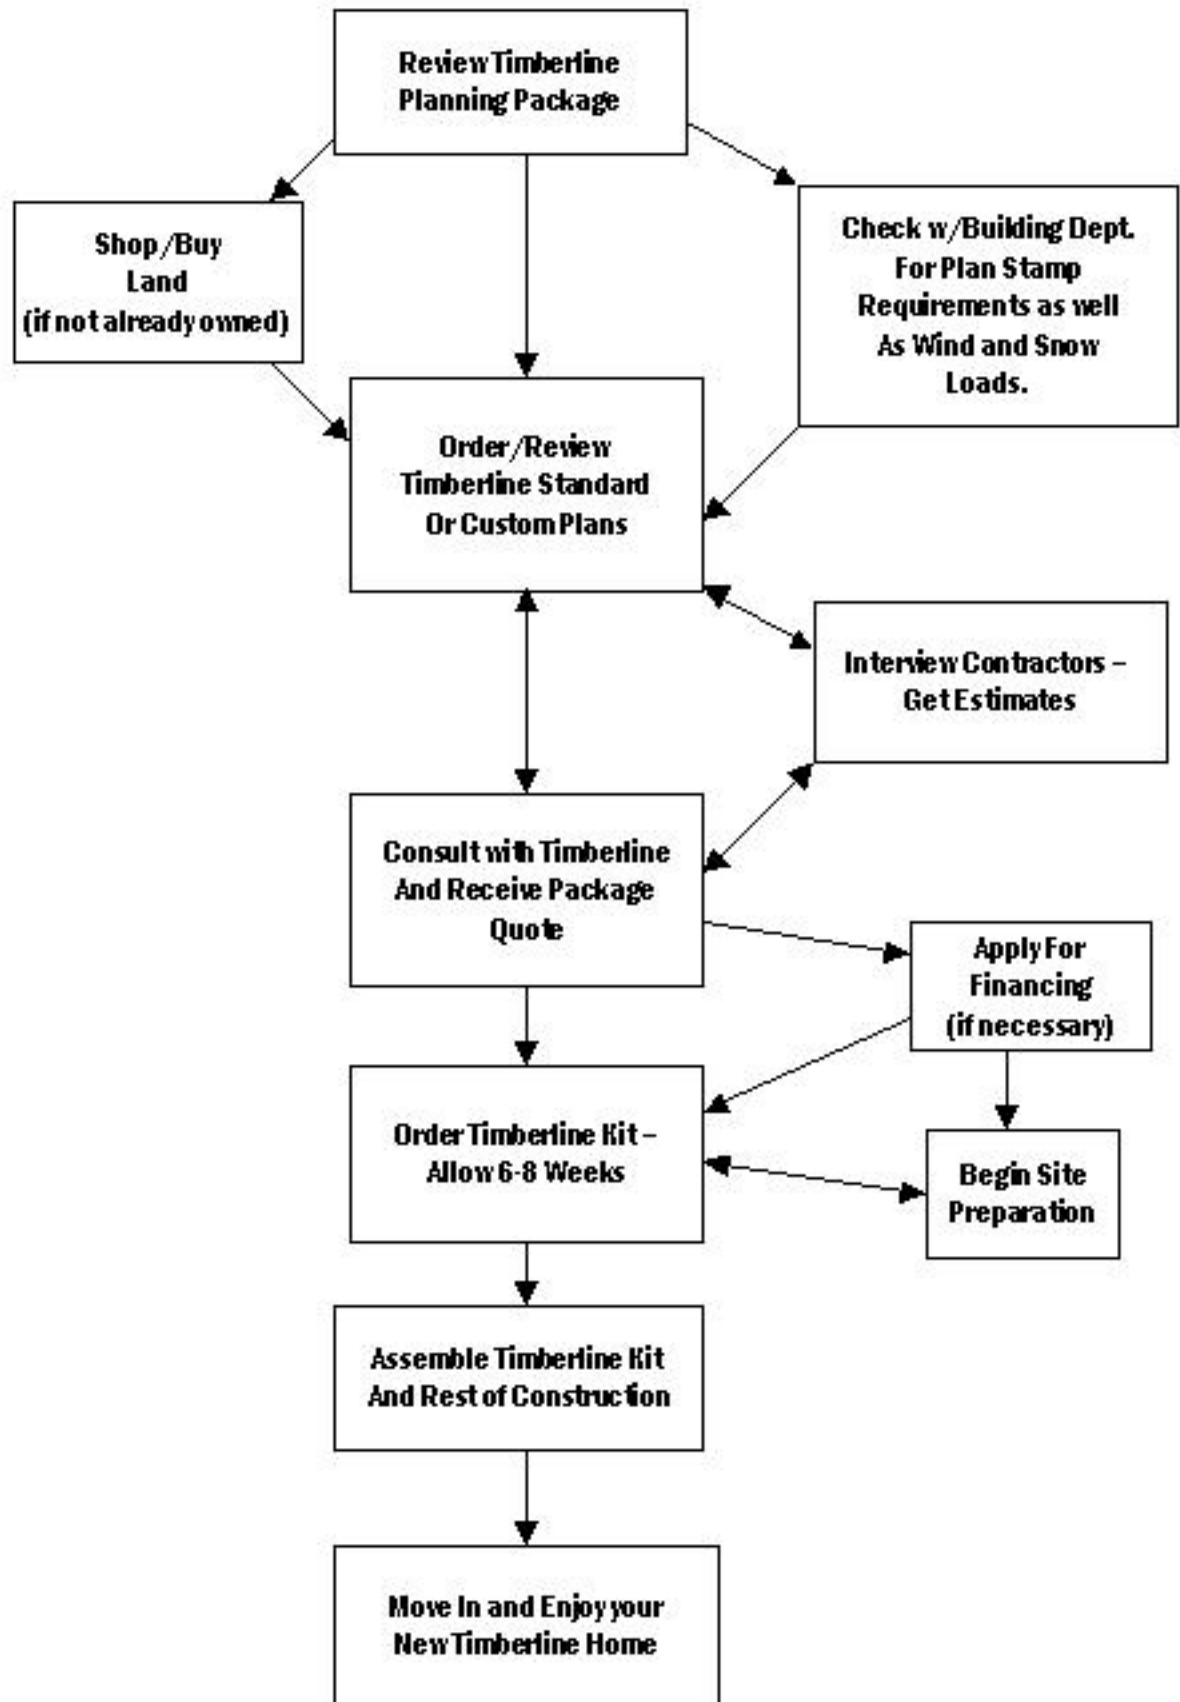 Review Timberline
Planning Package
Shop/Buy
Land
(if not already owned)
Check w/Building Dept.
For Plan Stamp
Requirements as well
As Wind and Snow
Loads.
Order/Review
Timberline Standard
Or Custom Plans
Interview Contractors –
Get Estimates
Consult with Timberline
And Receive Package
Quote
Apply For
Financing
(if necessary)
Order Timberline Kit –
Allow 6-8 Weeks
Begin Site
Preparation
Assemble Timberline Kit
And Rest of Construction
Move In and Enjoy your
New Timberline Home